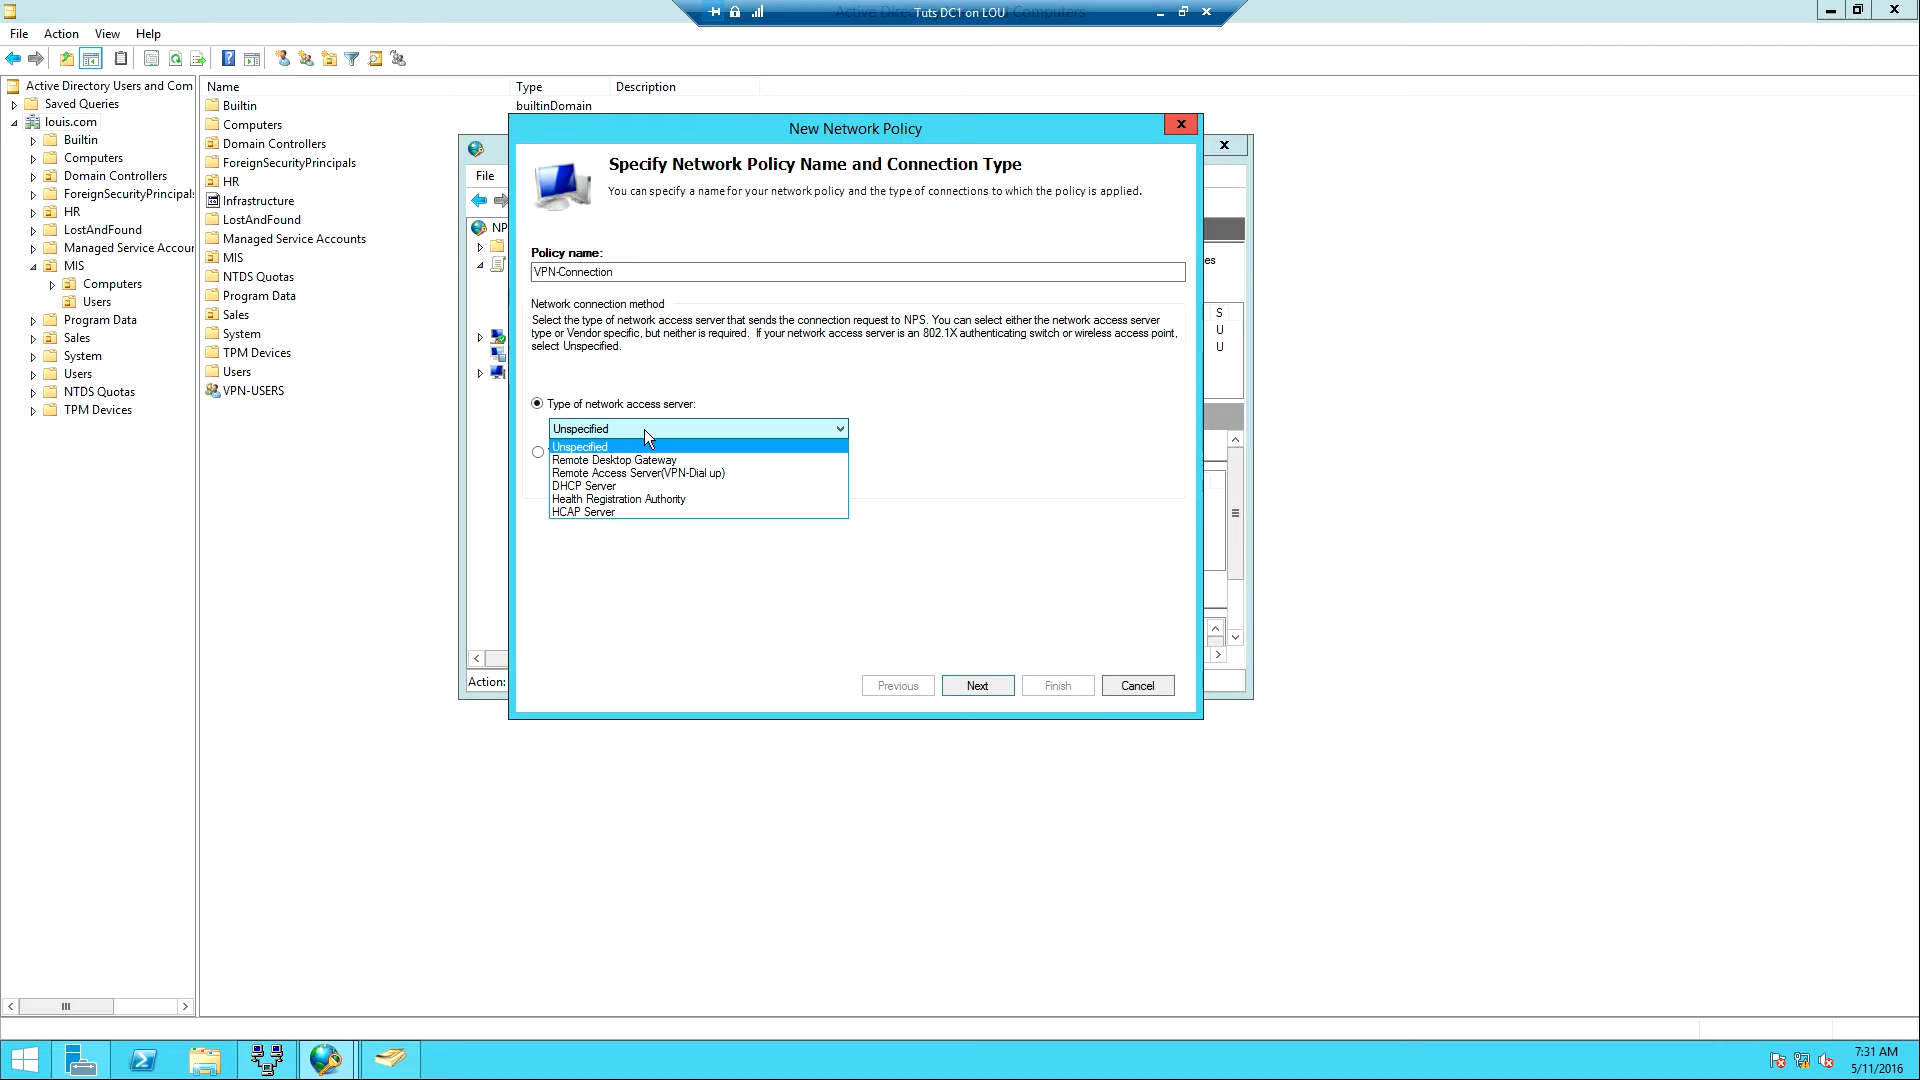 Tuts DC1 on LOU
File Action View Help
Active Directory Users and Com
Saved Queries
louis.com
Builtin
Computers
Domain Controllers
ForeignSecurityPrincipals
HR
LostAndFound
Managed Service Accour
MIS
Computers
Users
Program Data
Sales
System
Users
NTDS Quotas
TPM Devices
Name Type Description
Builtin builtinDomain
Computers
Domain Controllers
ForeignSecurityPrincipals
HR
Infrastructure
LostAndFound
Managed Service Accounts
MIS
NTDS Quotas
Program Data
Sales
System
TPM Devices
Users
VPN-USERS
File
NP
Action:
es
S
U
U
New Network Policy
Specify Network Policy Name and Connection Type
You can specify a name for your network policy and the type of connections to which the policy is applied.
Policy name:
VPN-Connection
Network connection method
Select the type of network access server that sends the connection request to NPS. You can select either the network access server
type or Vendor specific, but neither is required. If your network access server is an 802.1X authenticating switch or wireless access point,
select Unspecified.
Type of network access server:
Unspecified
Unspecified
Remote Desktop Gateway
Remote Access Server(VPN-Dial up)
DHCP Server
Health Registration Authority
HCAP Server
Previous Next Finish Cancel
7:31 AM
5/11/2016